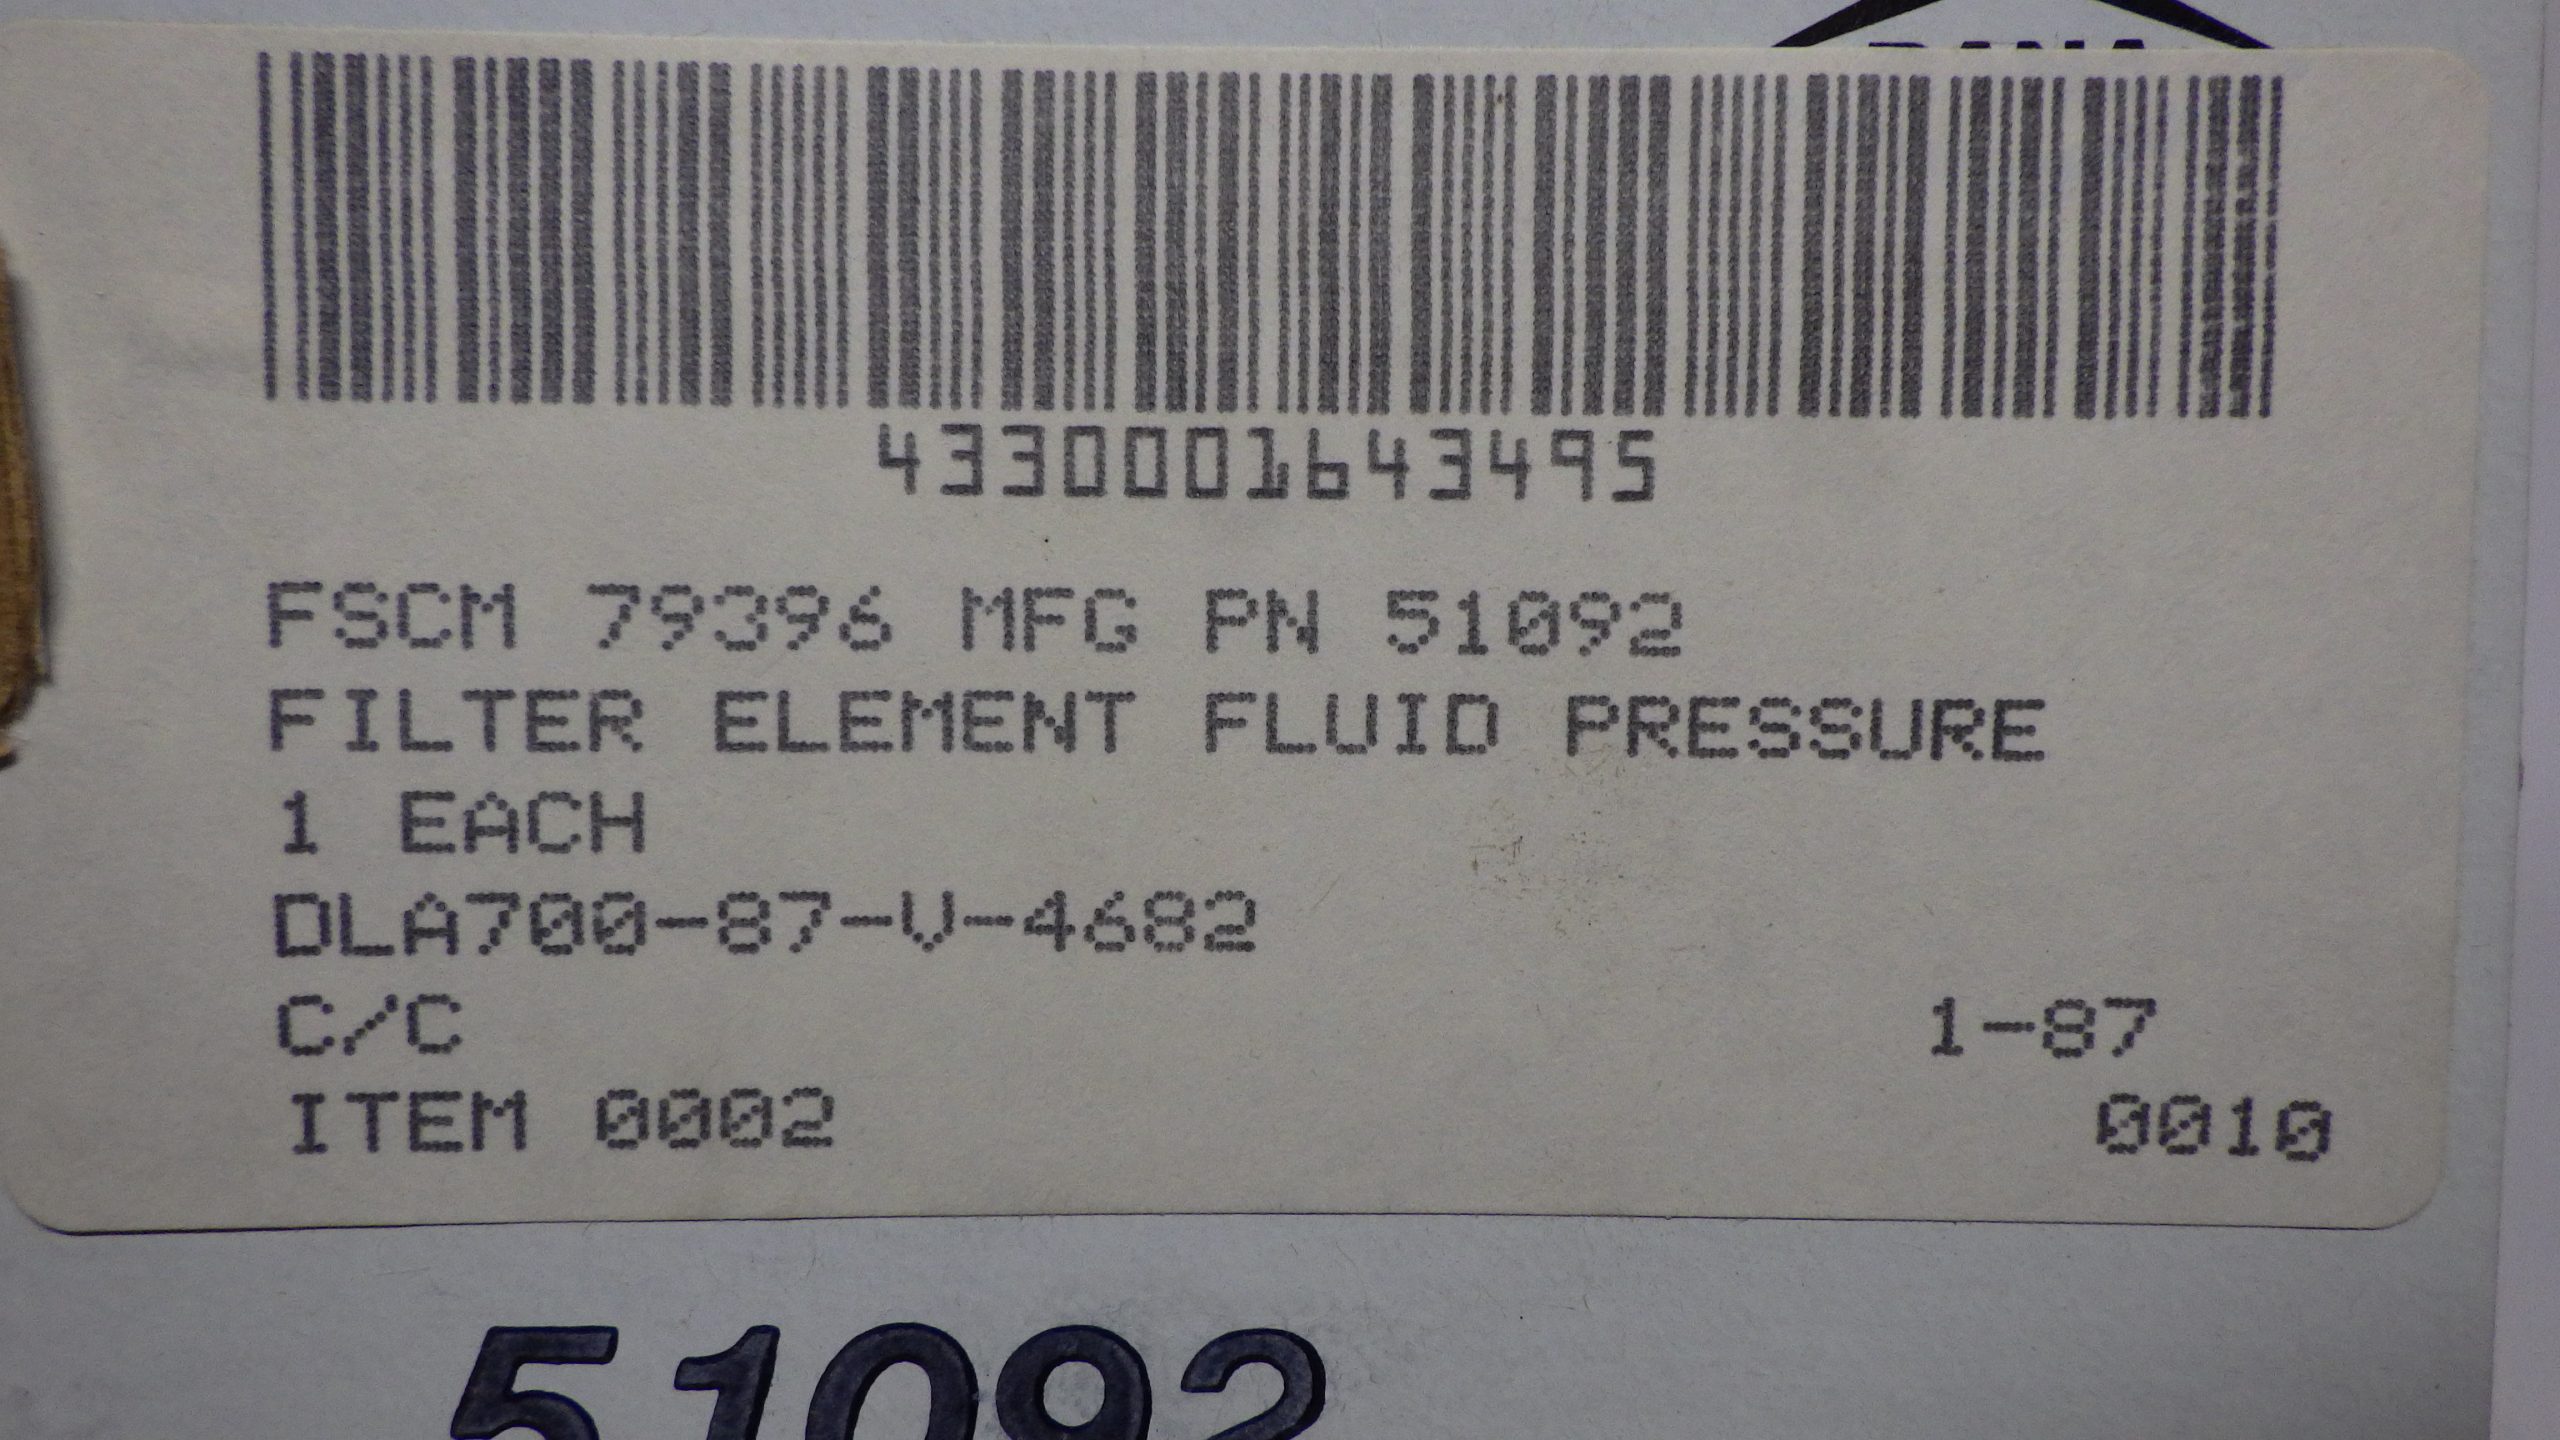 4330001643495
FSCM 79396 MFG PN 51092
FILTER ELEMENT FLUID PRESSURE
1 EACH
DLA700-87-V-4682
C/C 1-87
ITEM 0002 0010
51092